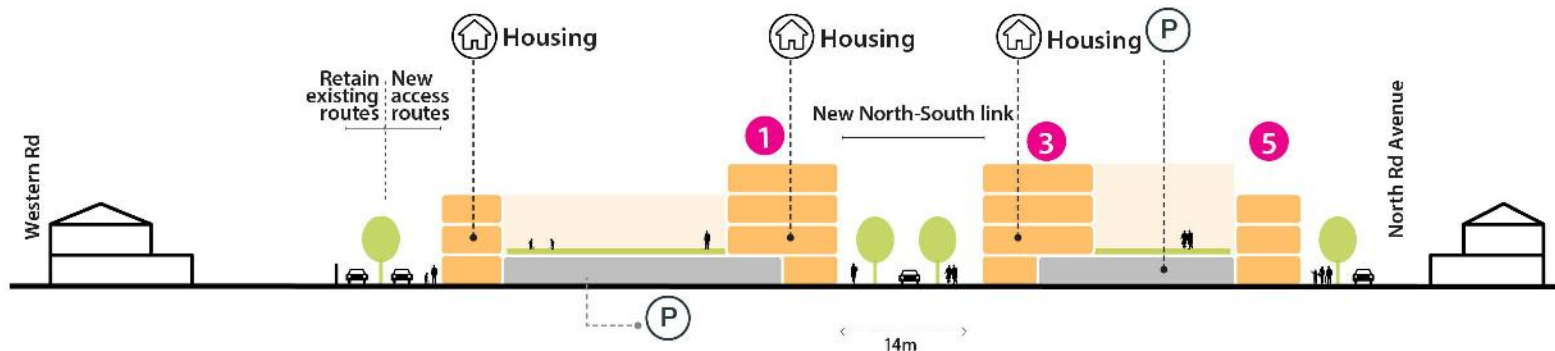 Housing
Housing
Housing
P
Retain
existing
routes
New
access
routes
New North-South link
1
3
5
Western Rd
North Rd Avenue
P
14m